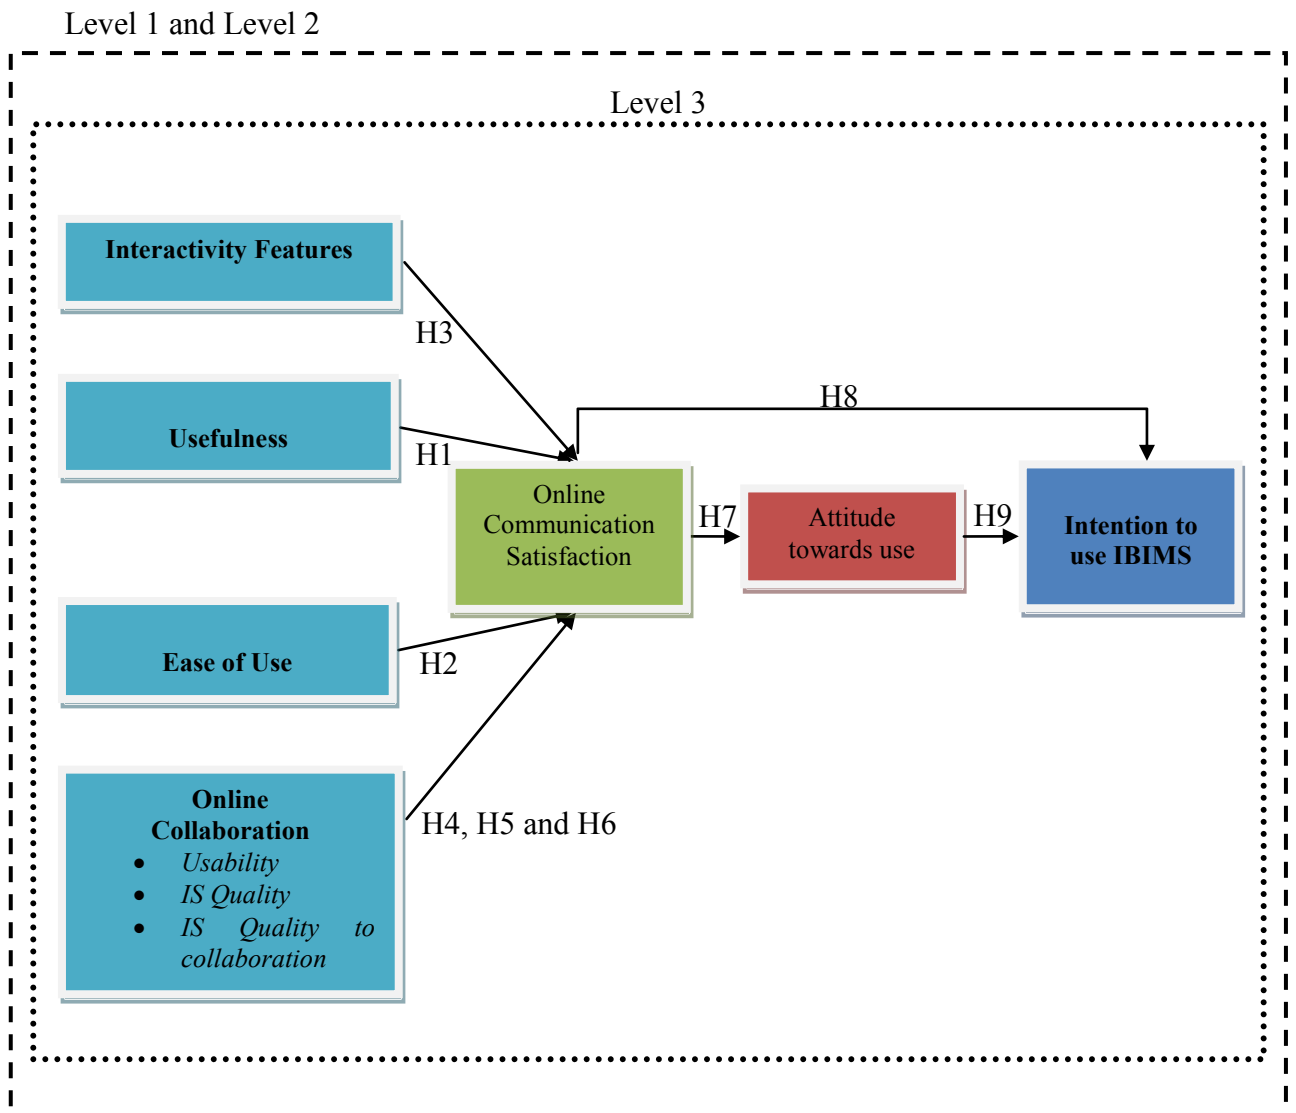 Level 1 and Level 2
Level 3
Interactivity Features
H3
Usefulness
H1
H8
Online
Communication
Satisfaction
H7
Attitude
towards use
H9
Intention to
use IBIMS
Ease of Use
H2
Online
Collaboration
• Usability
• IS Quality
• IS Quality to
collaboration
H4, H5 and H6